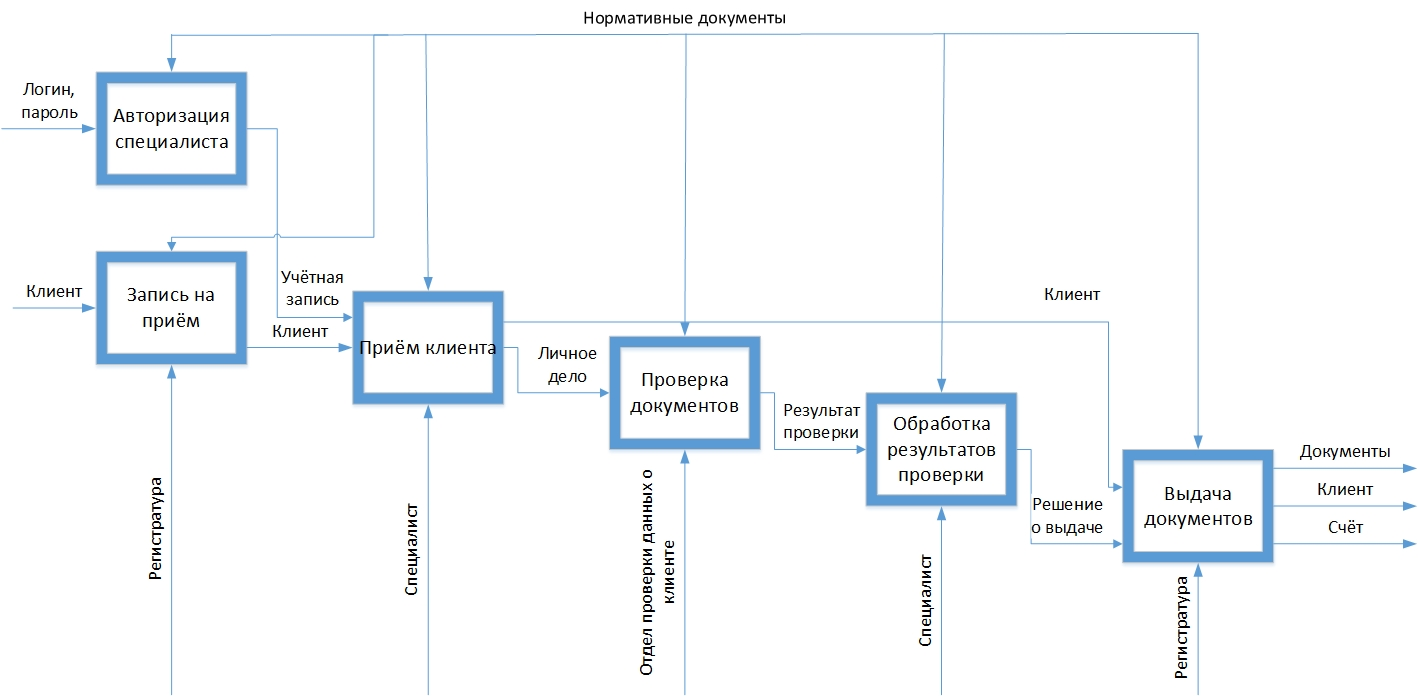 Нормативные документы
Логин,
пароль
Авторизация
специалиста
Клиент
Запись на
приём
Учётная
запись
Клиент
Приём клиента
Клиент
Личное
дело
Проверка
документов
Результат
проверки
Обработка
результатов
проверки
Решение
о выдаче
Выдача
документов
Документы
Клиент
Счёт
Регистратура
Специалист
Отдел проверки данных о
клиенте
Специалист
Регистратура